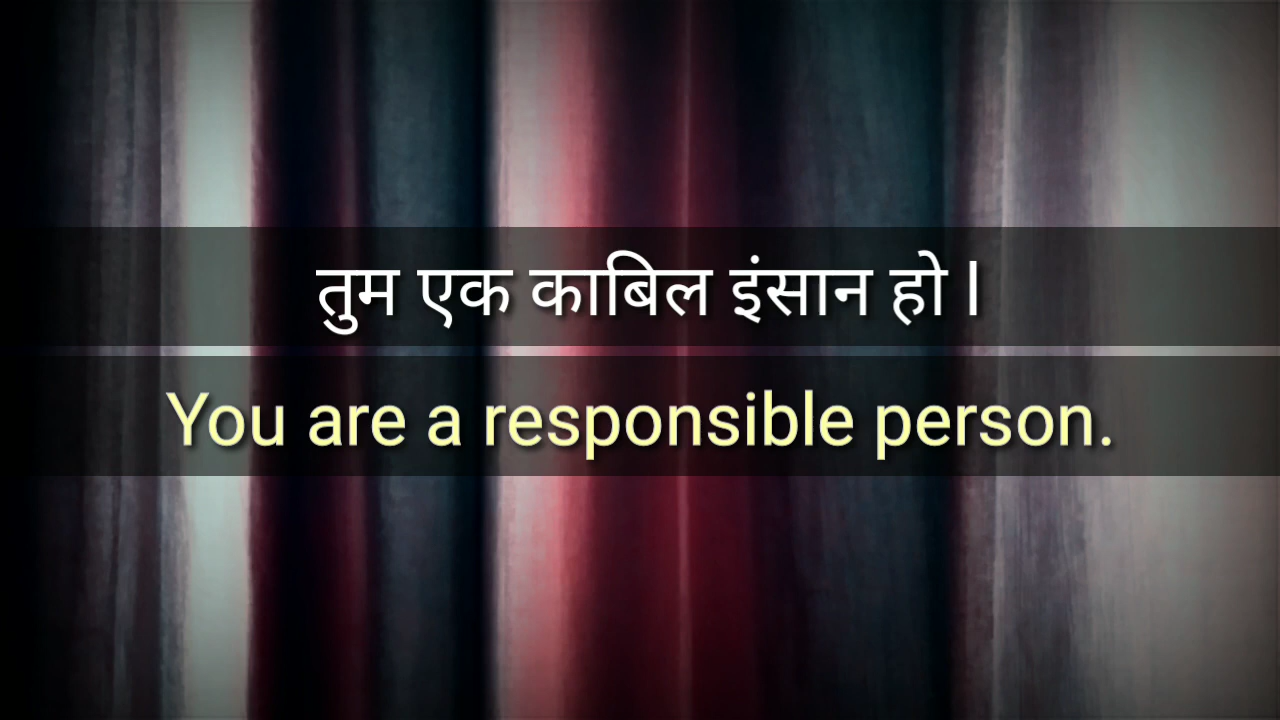 तुम एक काबिल इंसान हो l
You are a responsible person.